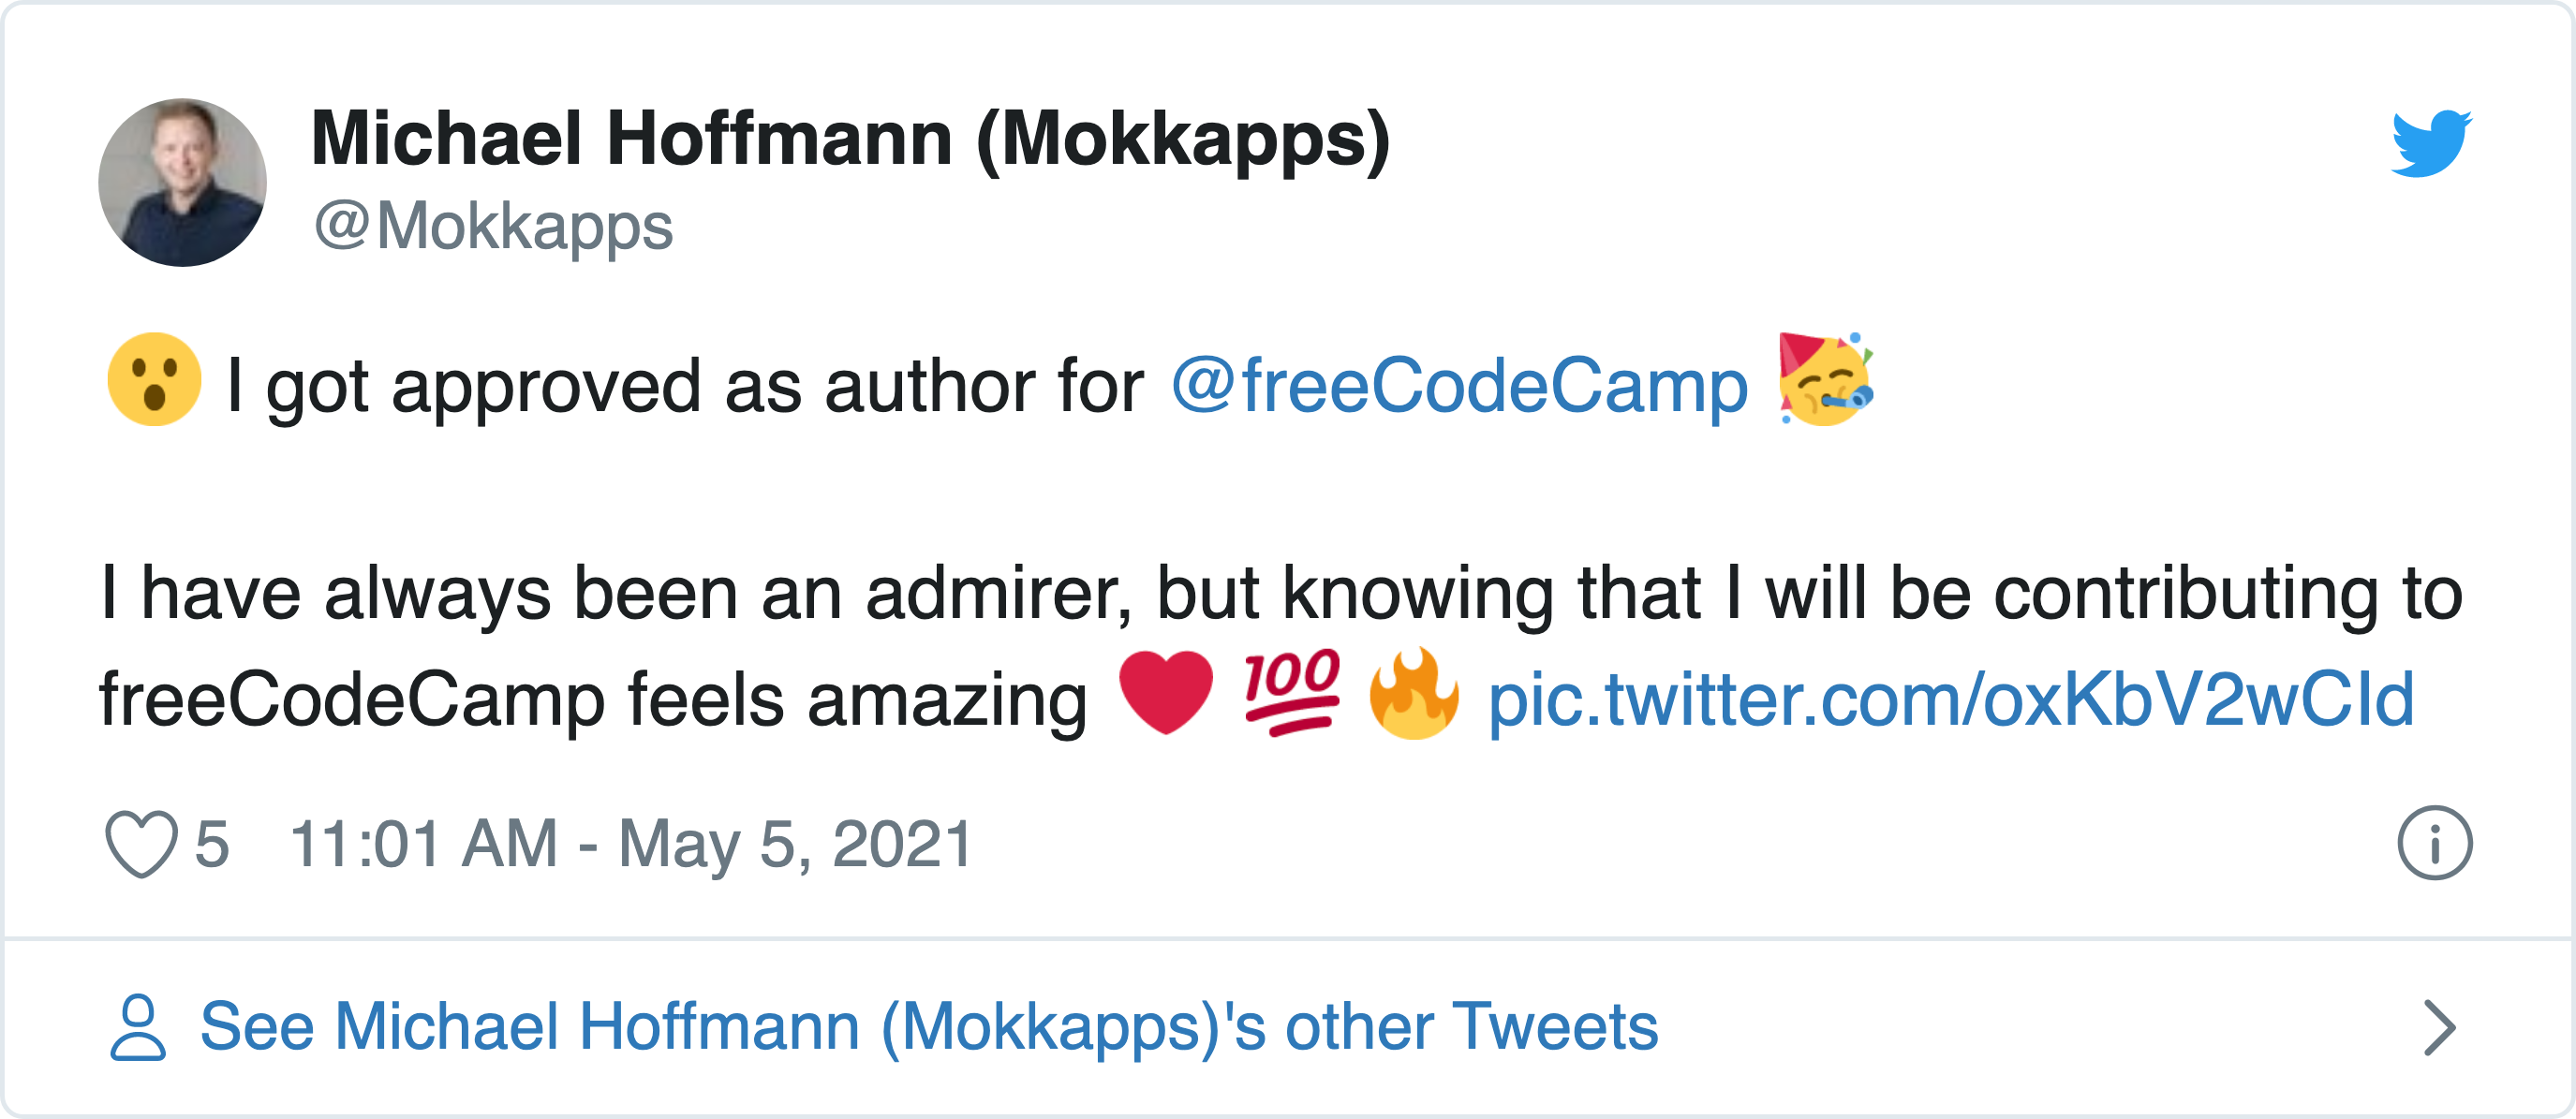 Michael Hoffmann (Mokkapps)
@Mokkapps
😮 I got approved as author for @freeCodeCamp 🥳
I have always been an admirer, but knowing that I will be contributing to
freeCodeCamp feels amazing ❤️ 💯 🔥 pic.twitter.com/oxKbV2wCId
5 11:01 AM - May 5, 2021
See Michael Hoffmann (Mokkapps)'s other Tweets